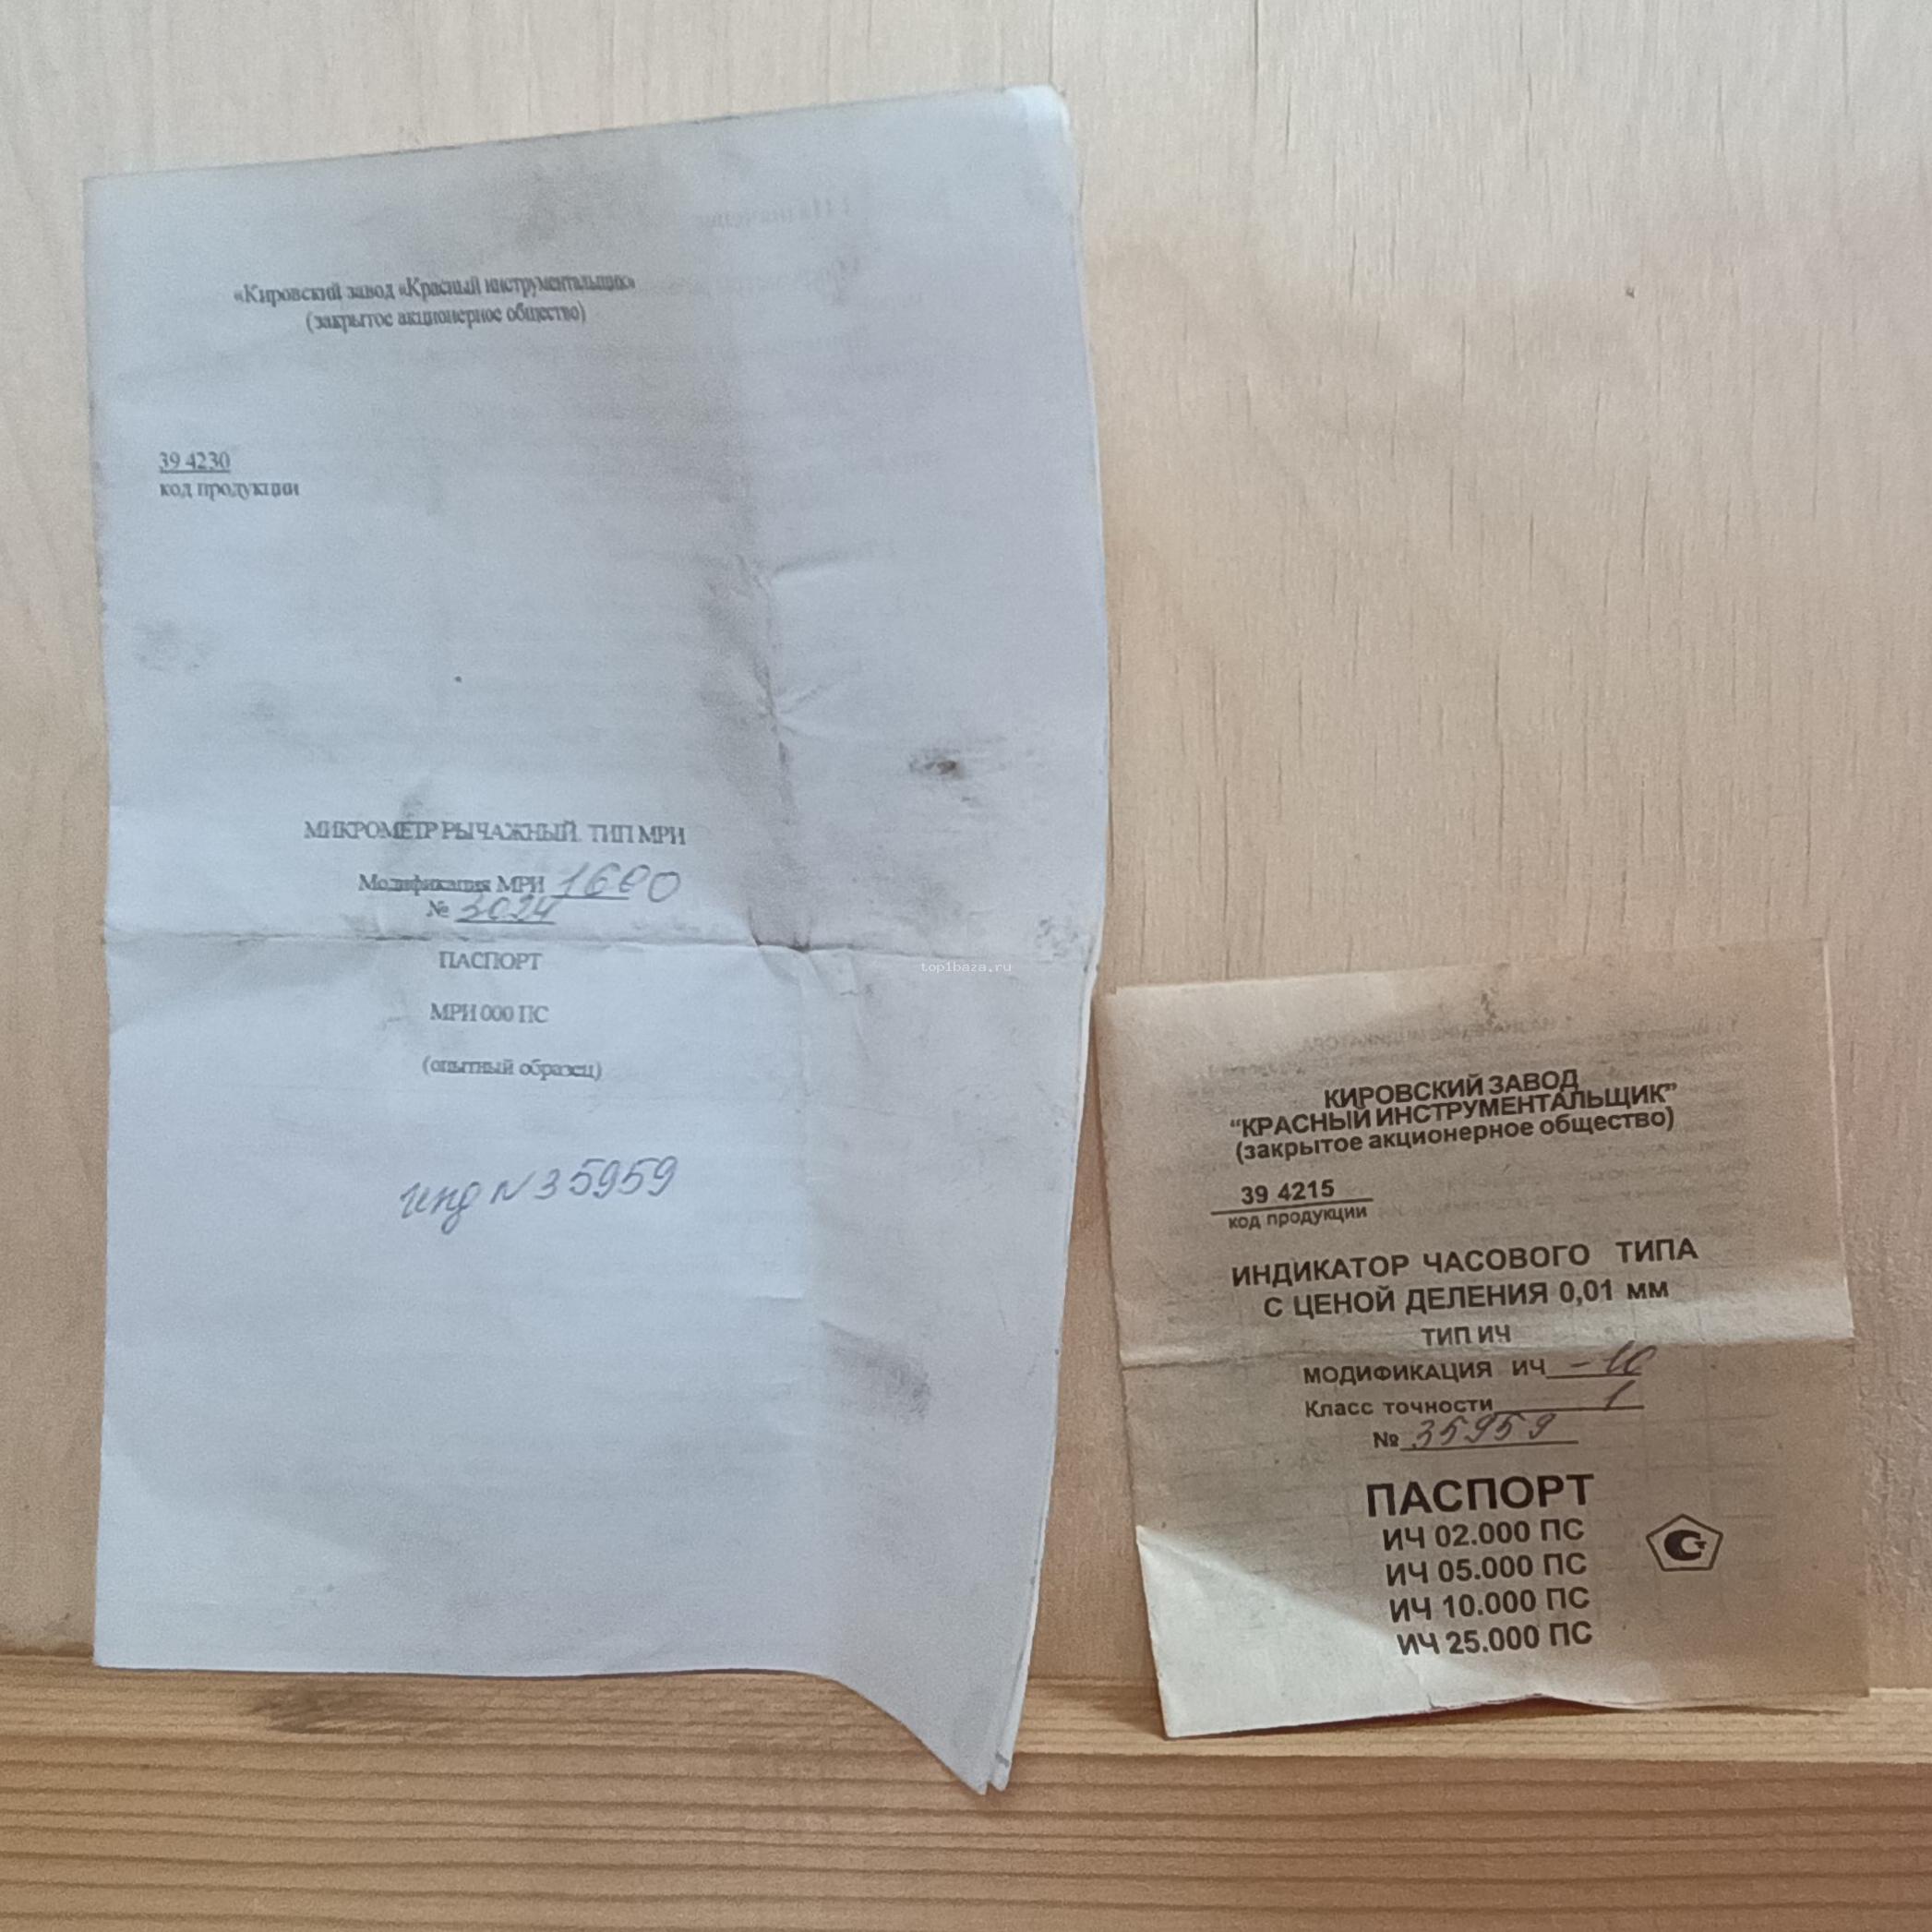 «Кировский завод «Красный инструментальщик»
(закрытое акционерное общество)
39 4230
код продукции
МИКРОМЕТР РЫЧАЖНЫЙ. ТИП МРИ
Модификация МРИ 1600
№ 3024
ПАСПОРТ
МРИ 000 ПС
(опытный образец)
инд N 35959
top1baza.ru
КИРОВСКИЙ ЗАВОД
“КРАСНЫЙ ИНСТРУМЕНТАЛЬЩИК”
(закрытое акционерное общество)
39 4215
код продукции
ИНДИКАТОР ЧАСОВОГО ТИПА
С ЦЕНОЙ ДЕЛЕНИЯ 0,01 мм
ТИП ИЧ
МОДИФИКАЦИЯ ИЧ -10
Класс точности 1
№ 35959
ПАСПОРТ
ИЧ 02.000 ПС
ИЧ 05.000 ПС
ИЧ 10.000 ПС
ИЧ 25.000 ПС